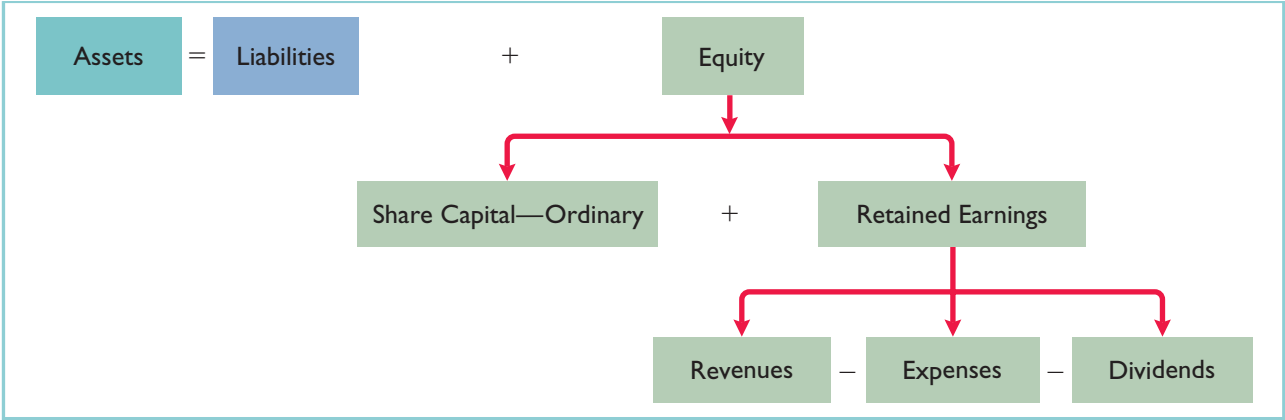 Assets = Liabilities + Equity
Share Capital—Ordinary + Retained Earnings
Revenues – Expenses – Dividends